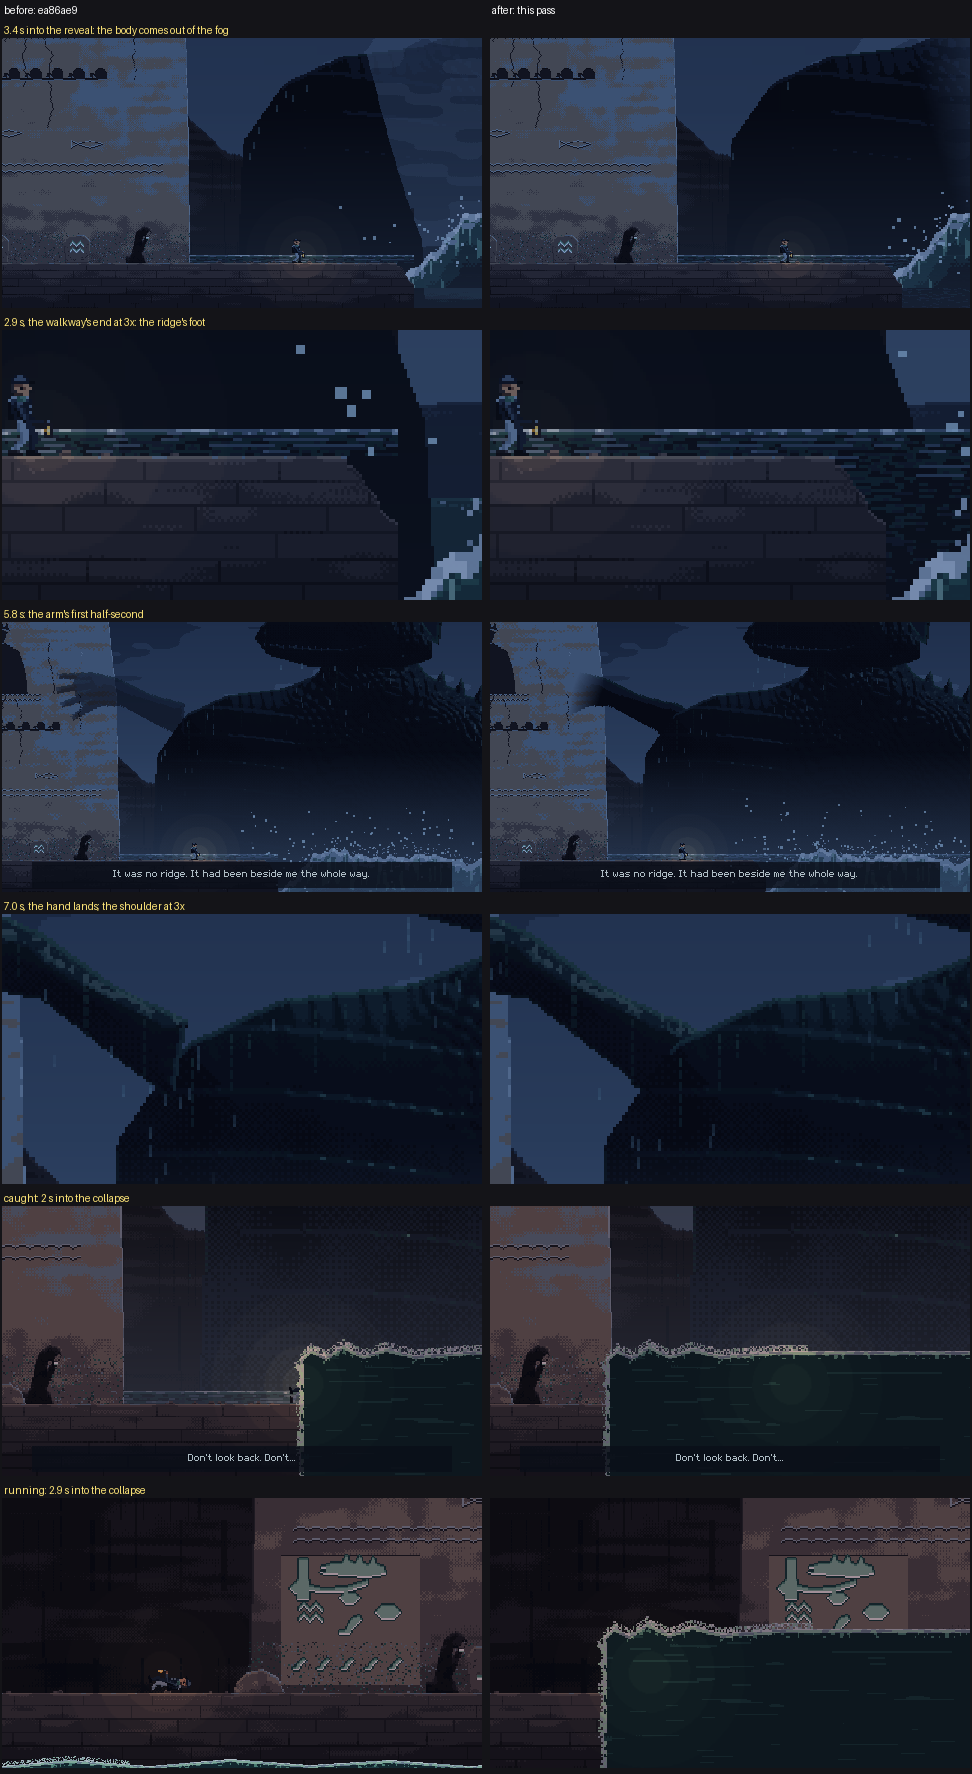 before: ea86ae9
after: this pass
3.4 s into the reveal: the body comes out of the fog
2.9 s, the walkway's end at 3x: the ridge's foot
5.8 s: the arm's first half-second
It was no ridge. It had been beside me the whole way.
It was no ridge. It had been beside me the whole way.
7.0 s, the hand lands; the shoulder at 3x
caught: 2 s into the collapse
Don't look back. Don't...
Don't look back. Don't...
running: 2.9 s into the collapse